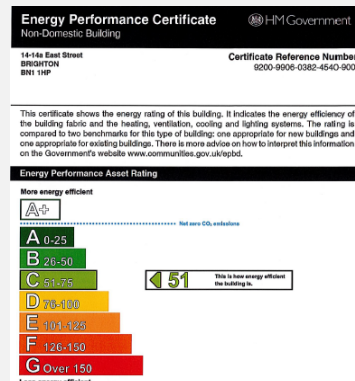 Energy Performance Certificate
HM Government
Non-Domestic Building
14-14a East Street
BRIGHTON
BN1 1HP
Certificate Reference Number
9200-9906-0382-4540-900
This certificate shows the energy rating of this building. It indicates the energy efficiency of
the building fabric and the heating, ventilation, cooling and lighting systems. The rating is
compared to two benchmarks for this type of building: one appropriate for new buildings and
one appropriate for existing buildings. There is more advice on how to interpret this information
on the Government's website www.communities.gov.uk/epbd.
Energy Performance Asset Rating
More energy efficient
A+
Net zero CO₂ emissions
A 0-25
B 26-50
C 51-75
51
This is how energy efficient
the building is.
D 76-100
E 101-125
F 126-150
G Over 150
Less energy efficient